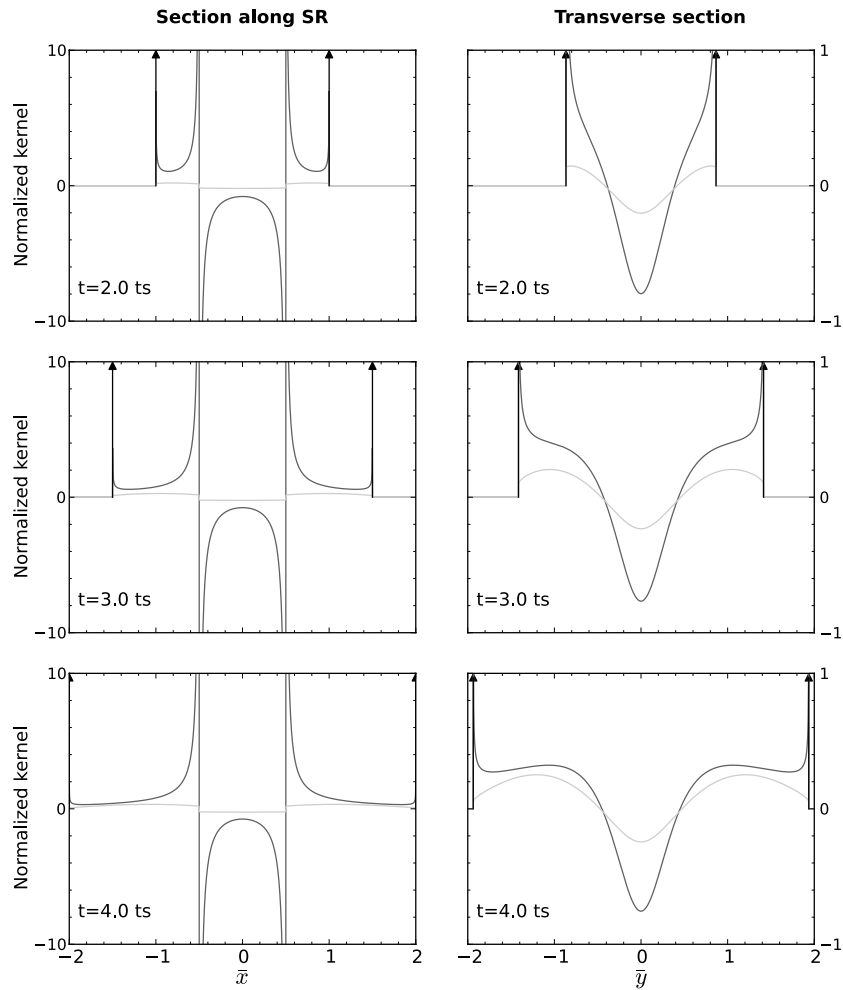 Section along SR
Transverse section
Normalized kernel
10
0
−10
t=2.0 ts
1
0
−1
t=2.0 ts
Normalized kernel
10
0
−10
t=3.0 ts
1
0
−1
t=3.0 ts
Normalized kernel
10
0
−10
t=4.0 ts
−2 −1 0 1 2
x̄
1
0
−1
t=4.0 ts
−2 −1 0 1 2
ȳ